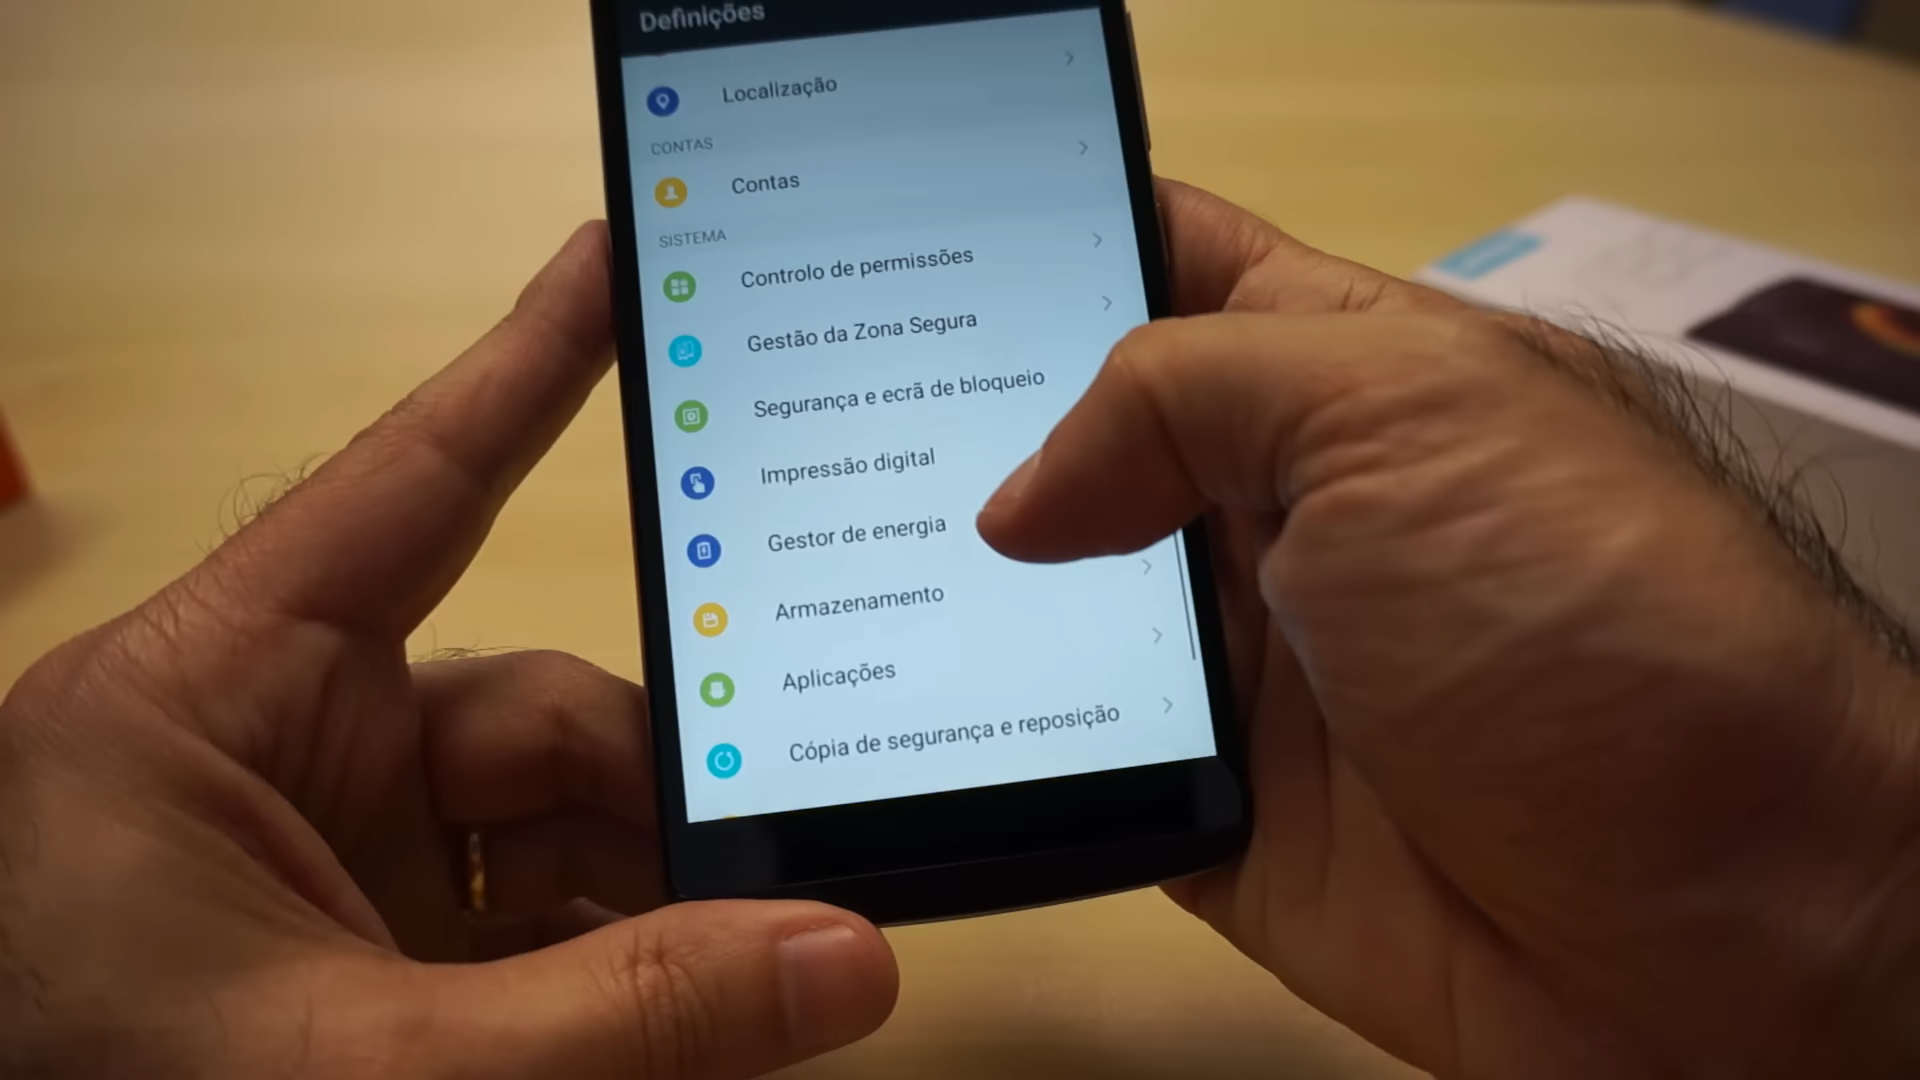 Definições
Localização
CONTAS
Contas
SISTEMA
Controlo de permissões
Gestão da Zona Segura
Segurança e ecrã de bloqueio
Impressão digital
Gestor de energia
Armazenamento
Aplicações
Cópia de segurança e reposição